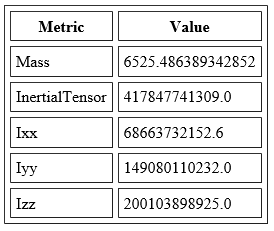 Metric Value
Mass 6525.486389342852
InertialTensor 417847741309.0
Ixx 68663732152.6
Iyy 149080110232.0
Izz 200103898925.0